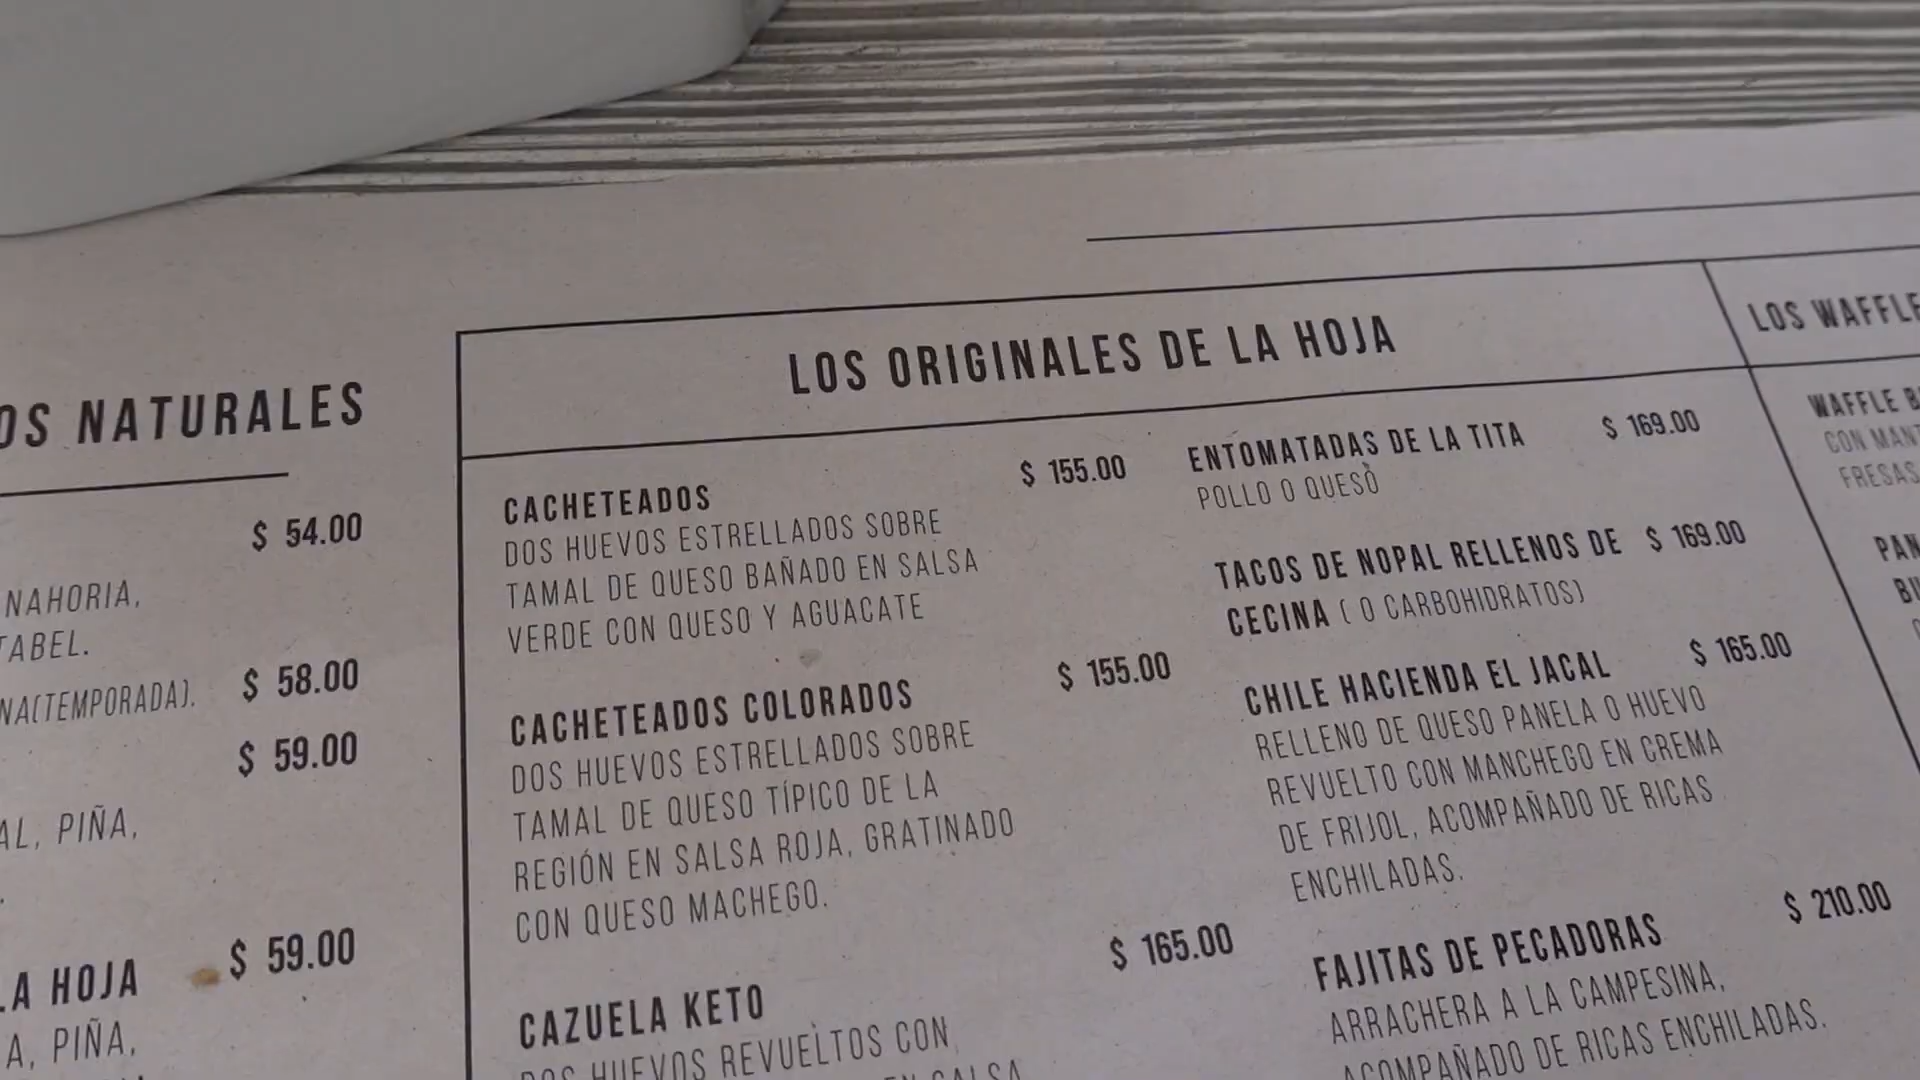 OS NATURALES
$ 54.00
NAHORIA,
TABEL.
NA(TEMPORADA). $ 58.00
$ 59.00
AL, PIÑA,
LA HOJA $ 59.00
A, PIÑA,
LOS ORIGINALES DE LA HOJA
CACHETEADOS $ 155.00
DOS HUEVOS ESTRELLADOS SOBRE
TAMAL DE QUESO BAÑADO EN SALSA
VERDE CON QUESO Y AGUACATE
CACHETEADOS COLORADOS $ 155.00
DOS HUEVOS ESTRELLADOS SOBRE
TAMAL DE QUESO TÍPICO DE LA
REGIÓN EN SALSA ROJA, GRATINADO
CON QUESO MACHEGO.
CAZUELA KETO $ 165.00
DOS HUEVOS REVUELTOS CON
EN SALSA
ENTOMATADAS DE LA TITA $ 169.00
POLLO O QUESO
TACOS DE NOPAL RELLENOS DE $ 169.00
CECINA ( O CARBOHIDRATOS)
CHILE HACIENDA EL JACAL $ 165.00
RELLENO DE QUESO PANELA O HUEVO
REVUELTO CON MANCHEGO EN CREMA
DE FRIJOL, ACOMPAÑADO DE RICAS
ENCHILADAS.
FAJITAS DE PECADORAS $ 210.00
ARRACHERA A LA CAMPESINA,
ACOMPAÑADO DE RICAS ENCHILADAS.
LOS WAFFLE
WAFFLE B
CON MANT
FRESAS
PAN
BU